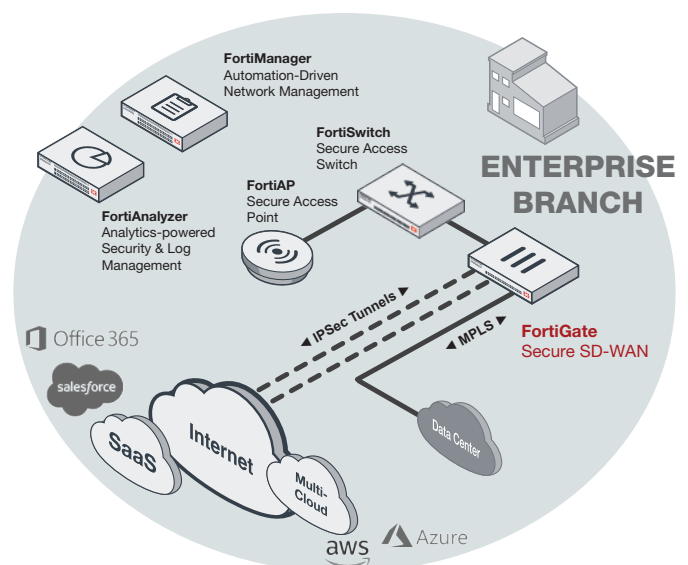 FortiManager
Automation-Driven
Network Management
FortiSwitch
Secure Access
Switch
ENTERPRISE
BRANCH
FortiAP
Secure Access
Point
FortiAnalyzer
Analytics-powered
Security & Log
Management
◄ IPSec Tunnels ►
◄ MPLS ►
FortiGate
Secure SD-WAN
Office 365
salesforce
SaaS
Internet
Multi-
Cloud
Data Center
aws
Azure